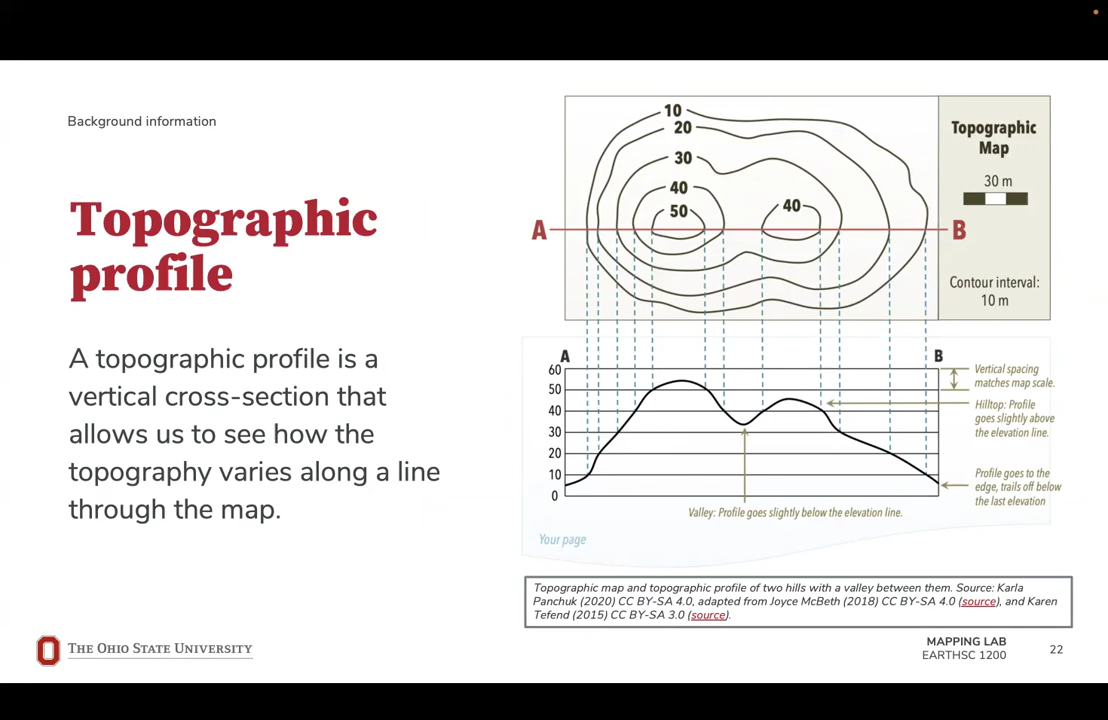 Background information
Topographic
profile
A topographic profile is a
vertical cross-section that
allows us to see how the
topography varies along a line
through the map.
10
20
30
40
50
40
A
B
Topographic
Map
30 m
Contour interval:
10 m
A
B
60
50
40
30
20
10
0
Vertical spacing
matches map scale.
Hilltop: Profile
goes slightly above
the elevation line.
Profile goes to the
edge, trails off below
the last elevation
Valley: Profile goes slightly below the elevation line.
Your page
Topographic map and topographic profile of two hills with a valley between them. Source: Karla
Panchuk (2020) CC BY-SA 4.0, adapted from Joyce McBeth (2018) CC BY-SA 4.0 (source), and Karen
Tefend (2015) CC BY-SA 3.0 (source).
THE OHIO STATE UNIVERSITY
MAPPING LAB
EARTHSC 1200
22